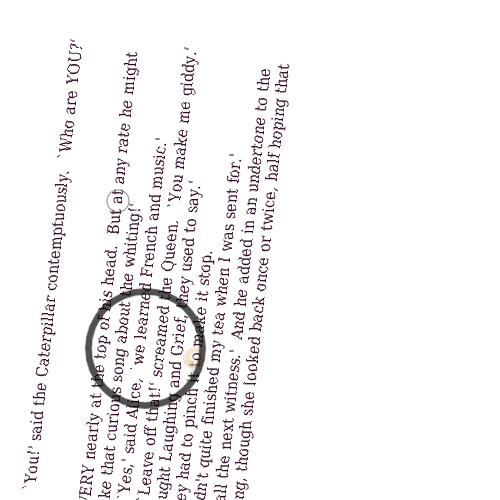 `You!' said the Caterpillar contemptuously.  `Who are YOU?'
VERY nearly at the top of his head.  But at any rate he might
ke that curious song about the whiting!'
`Yes,' said Alice, `we learned French and music.'
`Leave off that!' screamed the Queen.  `You make me giddy.'
ught Laughing and Grief, they used to say.'
ey had to pinch it to make it stop.
dn't quite finished my tea when I was sent for.'
all the next witness.'  And he added in an undertone to the
ng, though she looked back once or twice, half hoping that